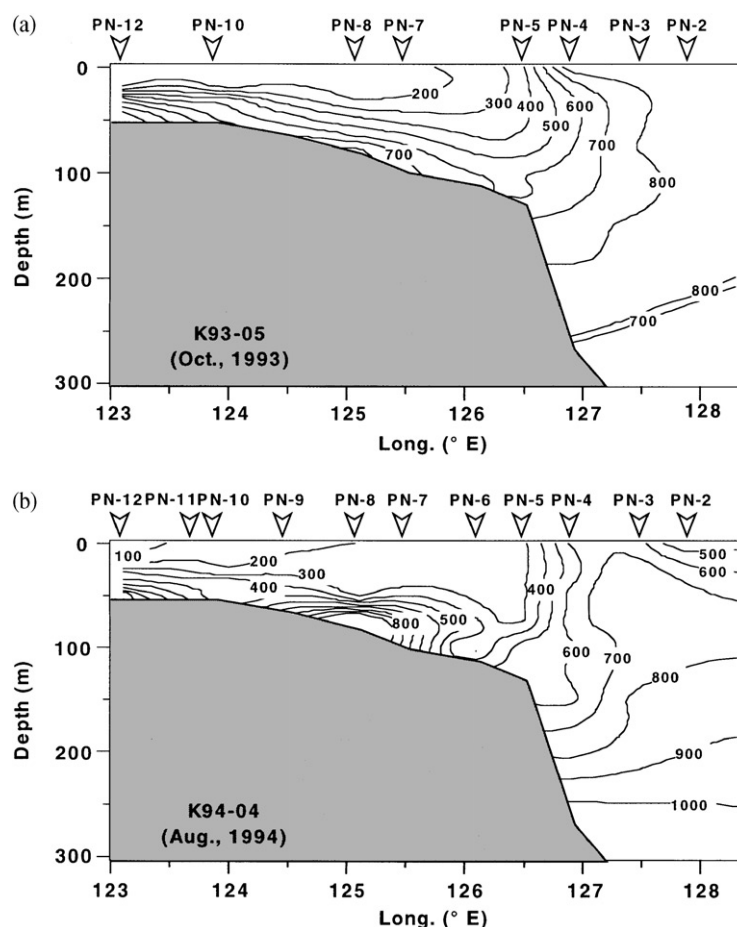 (a)
PN-12 PN-10 PN-8 PN-7 PN-5 PN-4 PN-3 PN-2
0
100
200
300
Depth (m)
200
300
400
500
600
700
700
800
800
700
K93-05
(Oct., 1993)
123 124 125 126 127 128
Long. (° E)
(b)
PN-12 PN-11 PN-10 PN-9 PN-8 PN-7 PN-6 PN-5 PN-4 PN-3 PN-2
0
100
200
300
Depth (m)
100
200
300
400
800
500
400
600
700
500
600
800
900
1000
K94-04
(Aug., 1994)
123 124 125 126 127 128
Long. (° E)